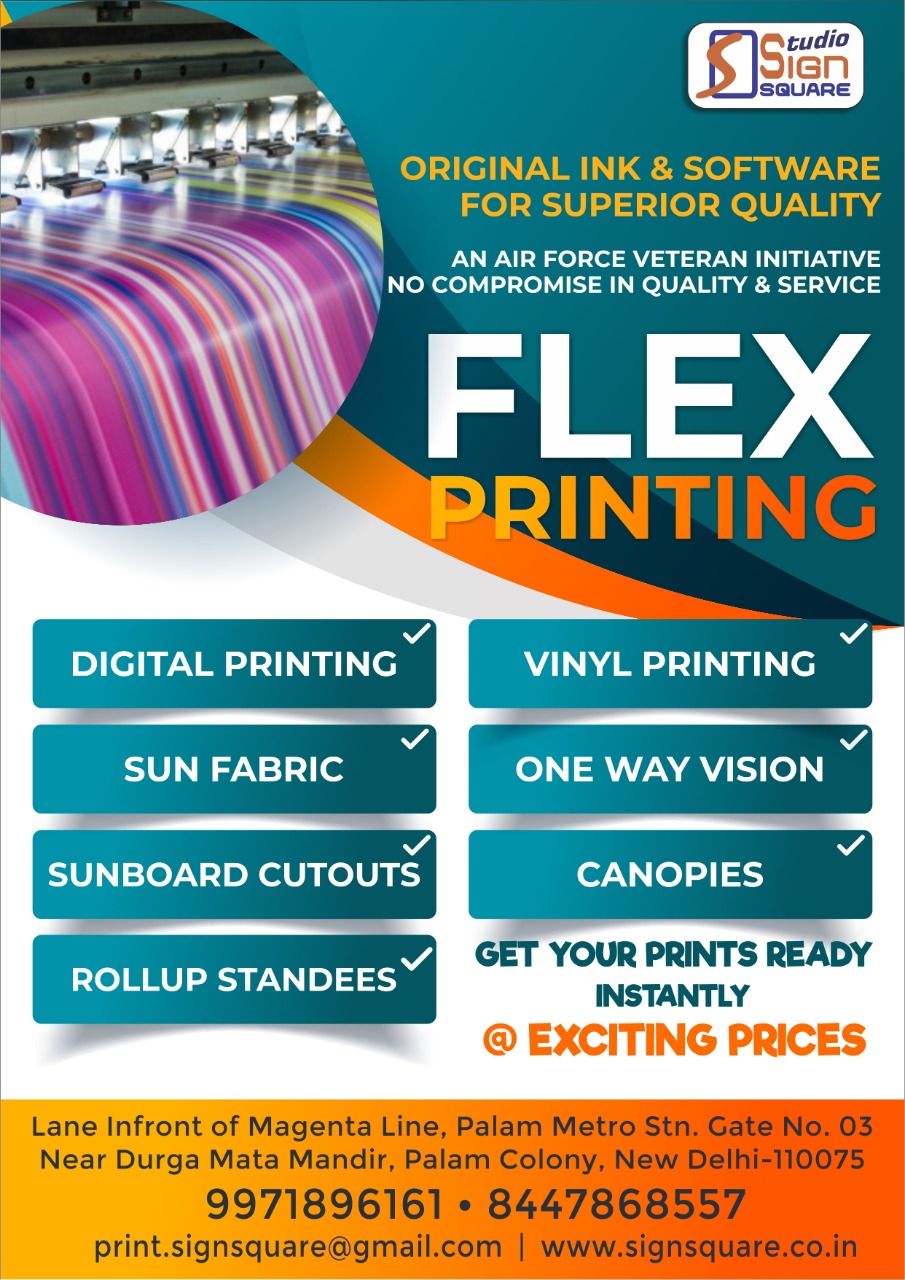 Studio
Sign
SQUARE
ORIGINAL INK & SOFTWARE
FOR SUPERIOR QUALITY
AN AIR FORCE VETERAN INITIATIVE
NO COMPROMISE IN QUALITY & SERVICE
FLEX
PRINTING
DIGITAL PRINTING
VINYL PRINTING
SUN FABRIC
ONE WAY VISION
SUNBOARD CUTOUTS
CANOPIES
ROLLUP STANDEES
GET YOUR PRINTS READY
INSTANTLY
@ EXCITING PRICES
Lane Infront of Magenta Line, Palam Metro Stn. Gate No. 03
Near Durga Mata Mandir, Palam Colony, New Delhi-110075
9971896161 • 8447868557
print.signsquare@gmail.com | www.signsquare.co.in